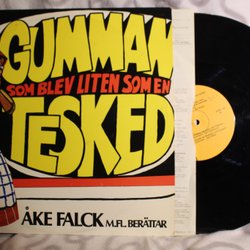 GUMMAN
SOM BLEV LITEN SOM EN
TESKED
ÅKE FALCK M.FL. BERÄTTAR